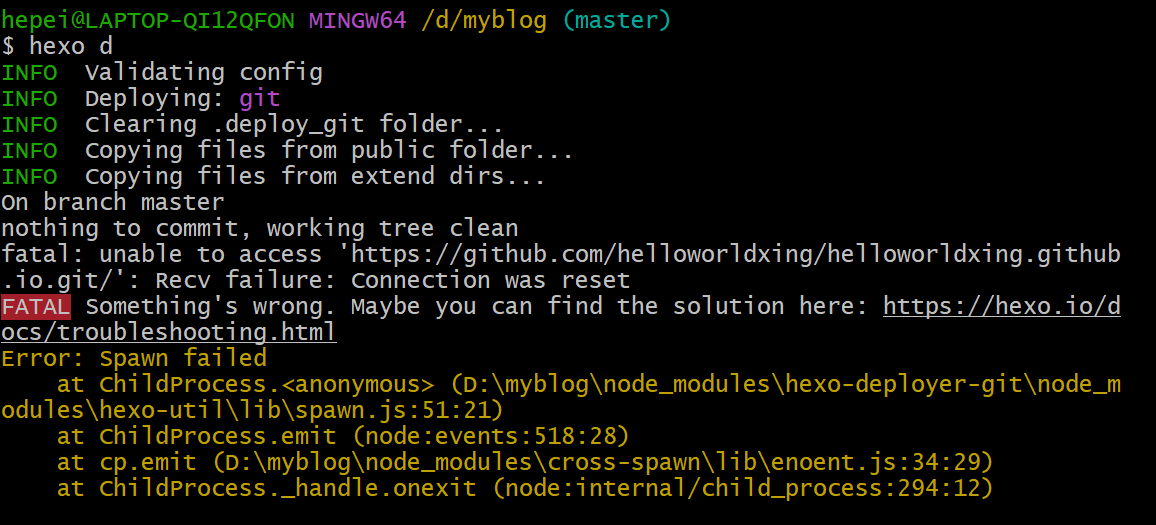 hepei@LAPTOP-QI12QFON MINGW64 /d/myblog (master)
$ hexo d
INFO  Validating config
INFO  Deploying: git
INFO  Clearing .deploy_git folder...
INFO  Copying files from public folder...
INFO  Copying files from extend dirs...
On branch master
nothing to commit, working tree clean
fatal: unable to access 'https://github.com/helloworldxing/helloworldxing.github
.io.git/': Recv failure: Connection was reset
FATAL Something's wrong. Maybe you can find the solution here: https://hexo.io/d
ocs/troubleshooting.html
Error: Spawn failed
    at ChildProcess.<anonymous> (D:\myblog\node_modules\hexo-deployer-git\node_m
odules\hexo-util\lib\spawn.js:51:21)
    at ChildProcess.emit (node:events:518:28)
    at cp.emit (D:\myblog\node_modules\cross-spawn\lib\enoent.js:34:29)
    at ChildProcess._handle.onexit (node:internal/child_process:294:12)